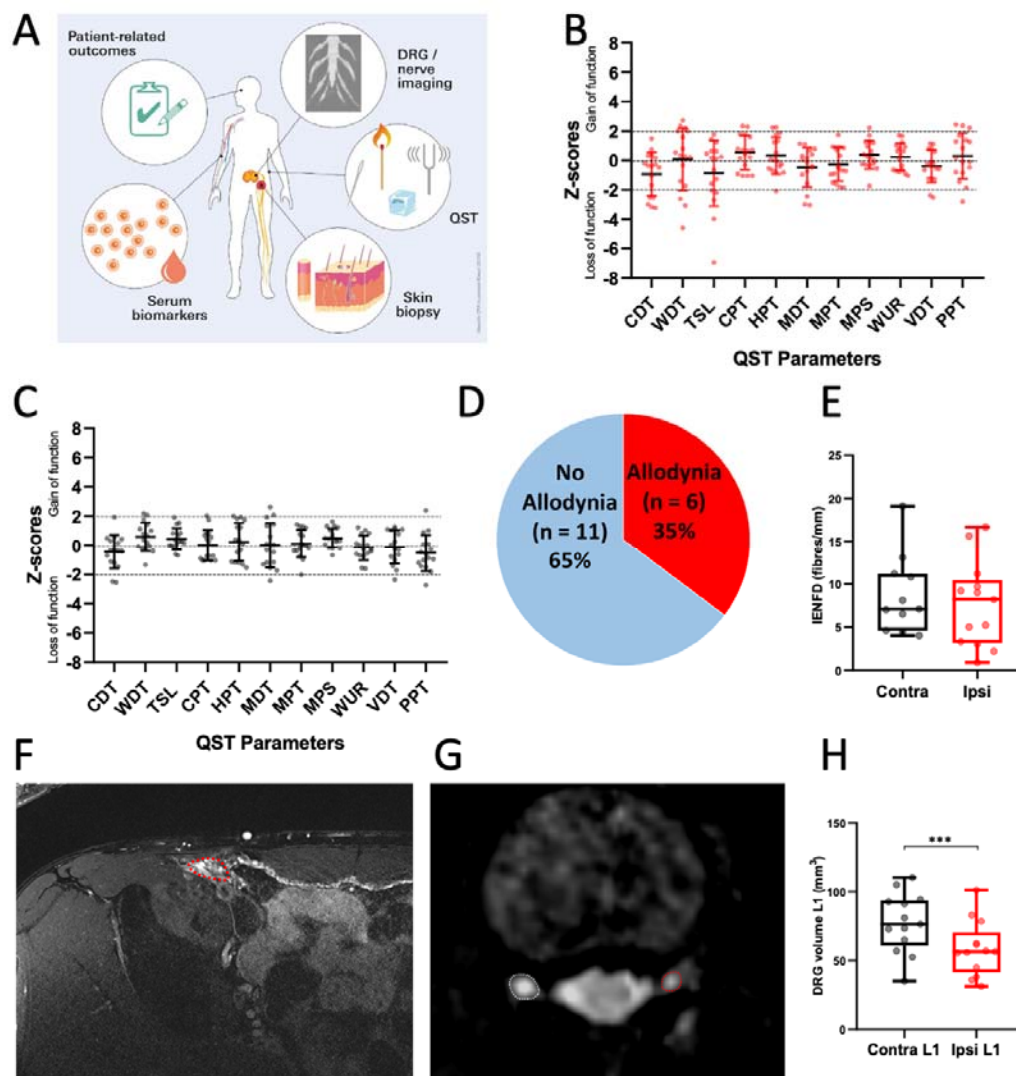 A
Patient-related
outcomes
DRG /
nerve
imaging
QST
Serum
biomarkers
Skin
biopsy
B
Z-scores
Gain of function
Loss of function
8
6
4
2
0
-2
-4
-6
-8
CDT
WDT
TSL
CPT
HPT
MDT
MPT
MPS
WUR
VDT
PPT
QST Parameters
C
Z-scores
Gain of function
Loss of function
8
6
4
2
0
-2
-4
-6
-8
CDT
WDT
TSL
CPT
HPT
MDT
MPT
MPS
WUR
VDT
PPT
QST Parameters
D
No
Allodynia
(n = 11)
65%
Allodynia
(n = 6)
35%
E
IENFD (fibres/mm)
25
20
15
10
5
0
Contra
Ipsi
F
G
H
DRG volume L1 (mm³)
150
100
50
0
***
Contra L1
Ipsi L1